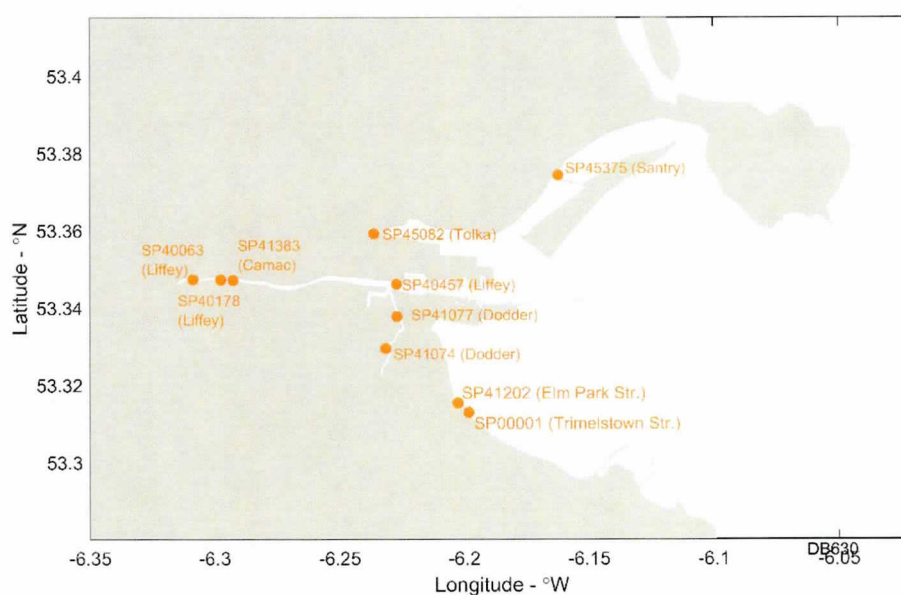 53.4
53.38
53.36
53.34
53.32
53.3
Latitude - °N
SP45375 (Santry)
SP45082 (Tolka)
SP40063
(Liffey)
SP41383
(Camac)
SP40178
(Liffey)
SP40457 (Liffey)
SP41077 (Dodder)
SP41074 (Dodder)
SP41202 (Elm Park Str.)
SP00001 (Trimelstown Str.)
DB630
-6.35
-6.3
-6.25
-6.2
-6.15
-6.1
-6.05
Longitude - °W